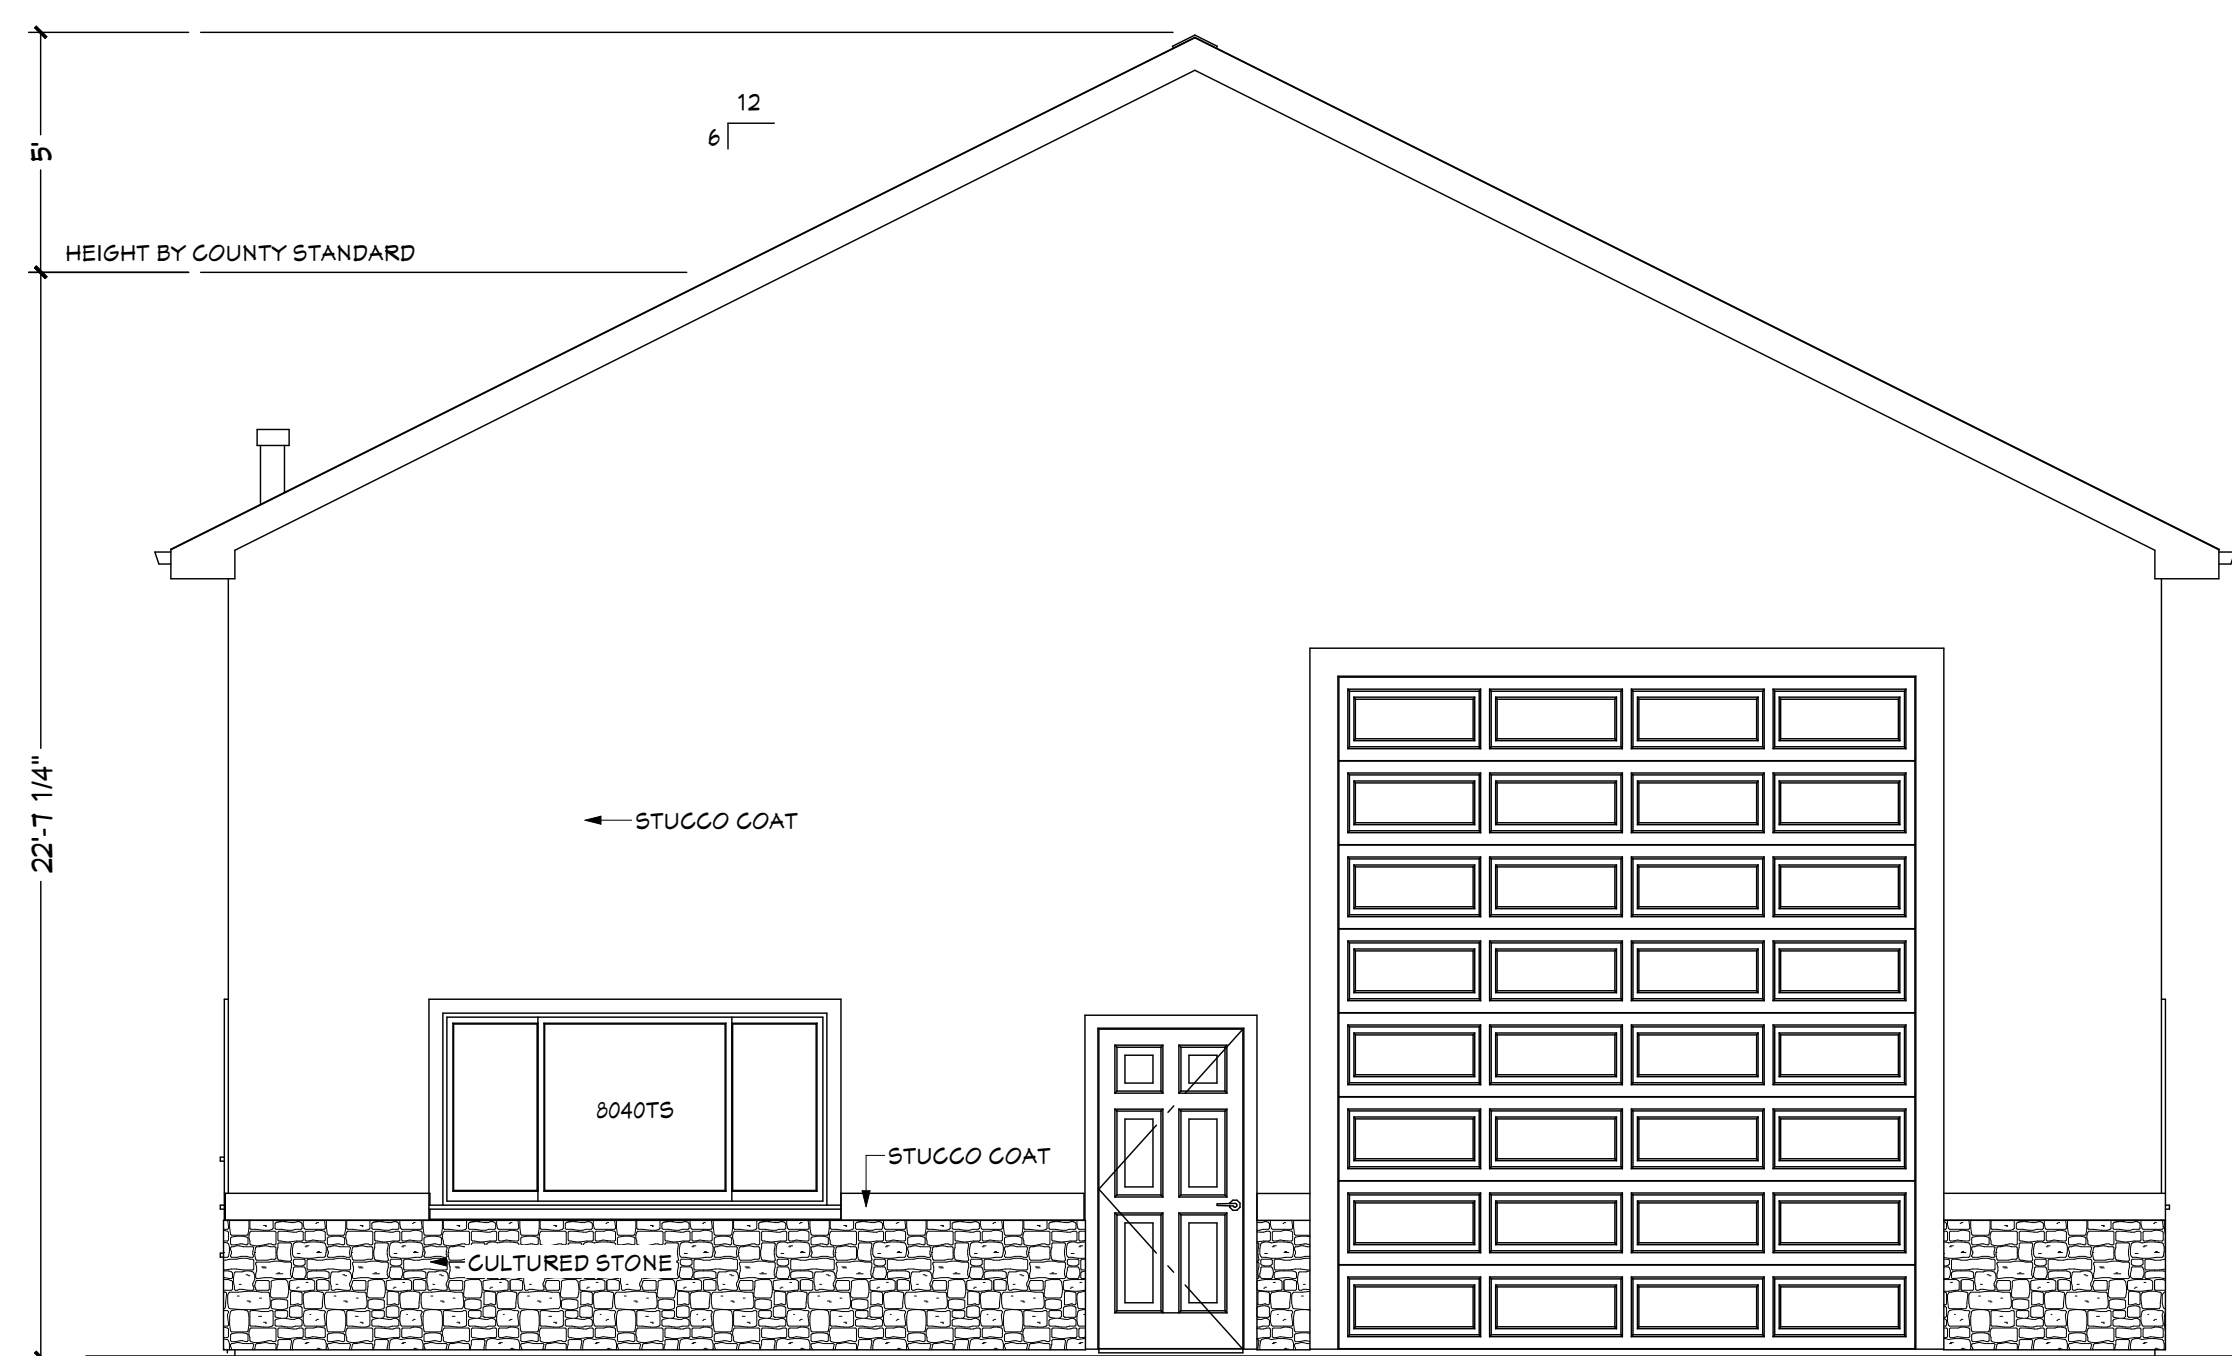 12
6
5'
HEIGHT BY COUNTY STANDARD
22'-7 1/4"
STUCCO COAT
8040TS
STUCCO COAT
CULTURED STONE